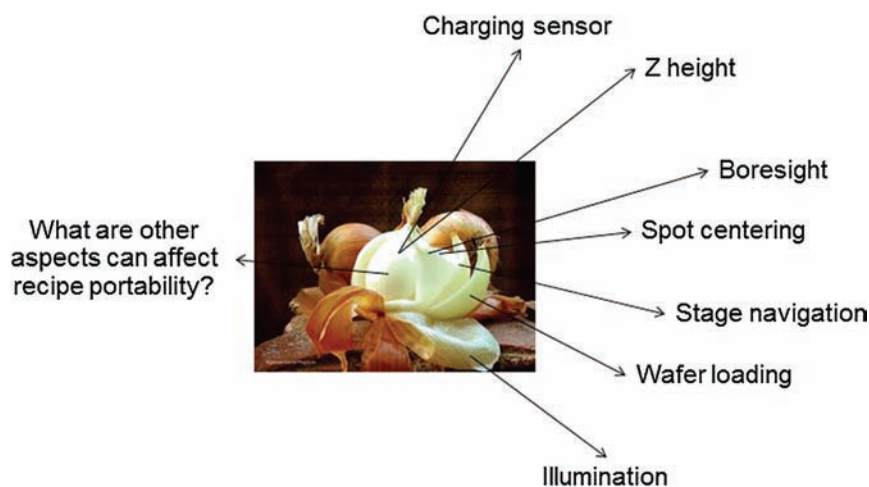 Charging sensor
Z height
Boresight
What are other
aspects can affect
recipe portability?
Spot centering
Stage navigation
Wafer loading
Illumination